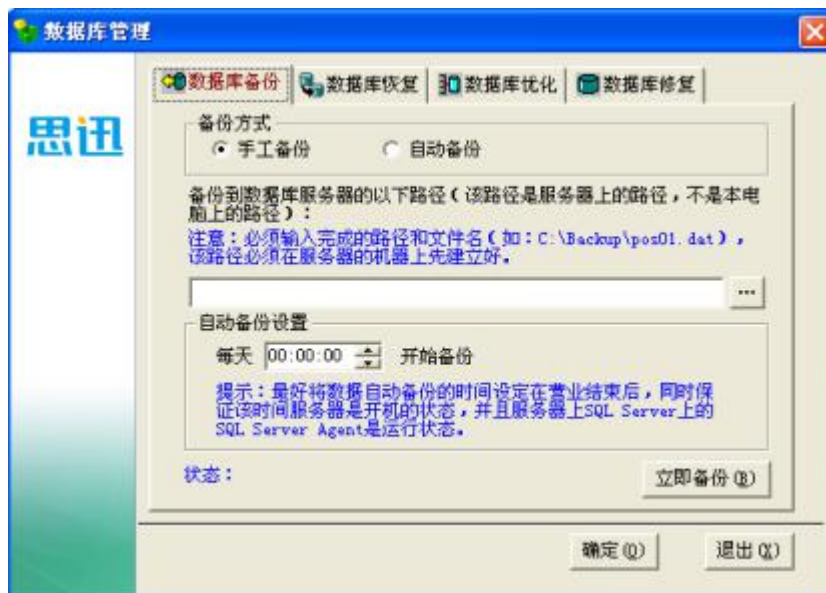 数据库管理
思讯
数据库备份 数据库恢复 数据库优化 数据库修复
备份方式
手工备份 自动备份
备份到数据库服务器的以下路径(该路径是服务器上的路径,不是本电
脑上的路径):
注意:必须输入完成的路径和文件名(如:C:\Backup\pos01.dat),
该路径必须在服务器的机器上先建立好。
...
自动备份设置
每天 00:00:00 开始备份
提示:最好将数据自动备份的时间设定在营业结束后,同时保
证该时间服务器是开机的状态,并且服务器上SQL Server上的
SQL Server Agent是运行状态。
状态:
立即备份(B)
确定(O) 退出(X)